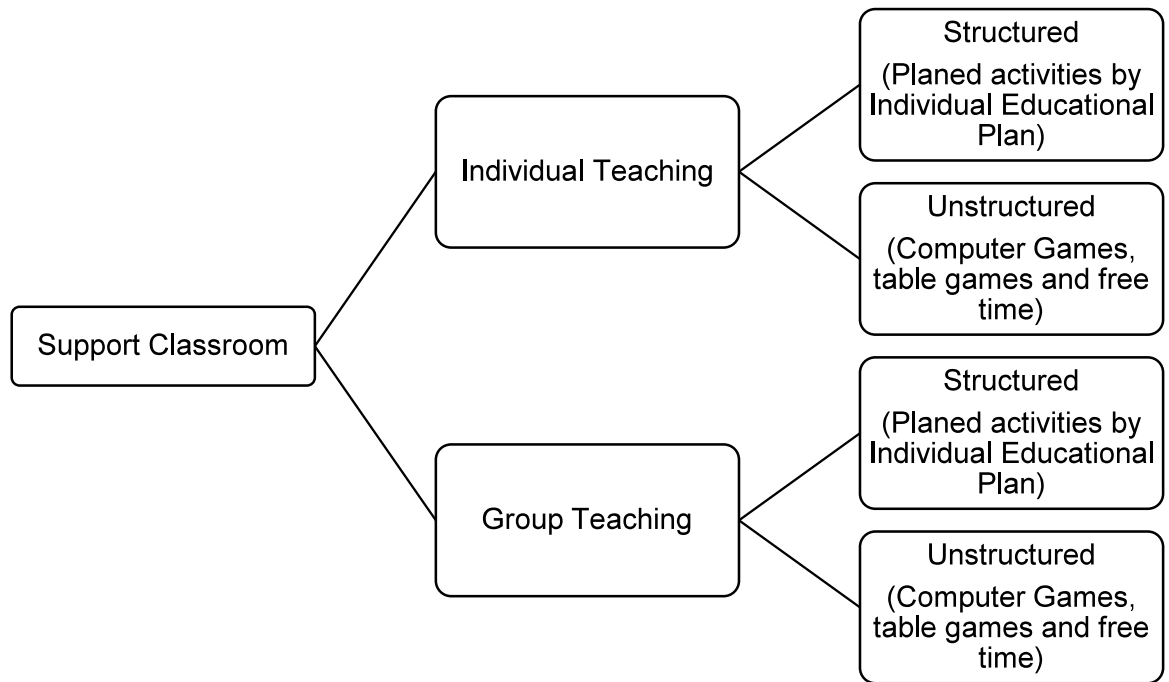 Support Classroom
Individual Teaching
Structured
(Planed activities by
Individual Educational
Plan)
Unstructured
(Computer Games,
table games and free
time)
Group Teaching
Structured
(Planed activities by
Individual Educational
Plan)
Unstructured
(Computer Games,
table games and free
time)